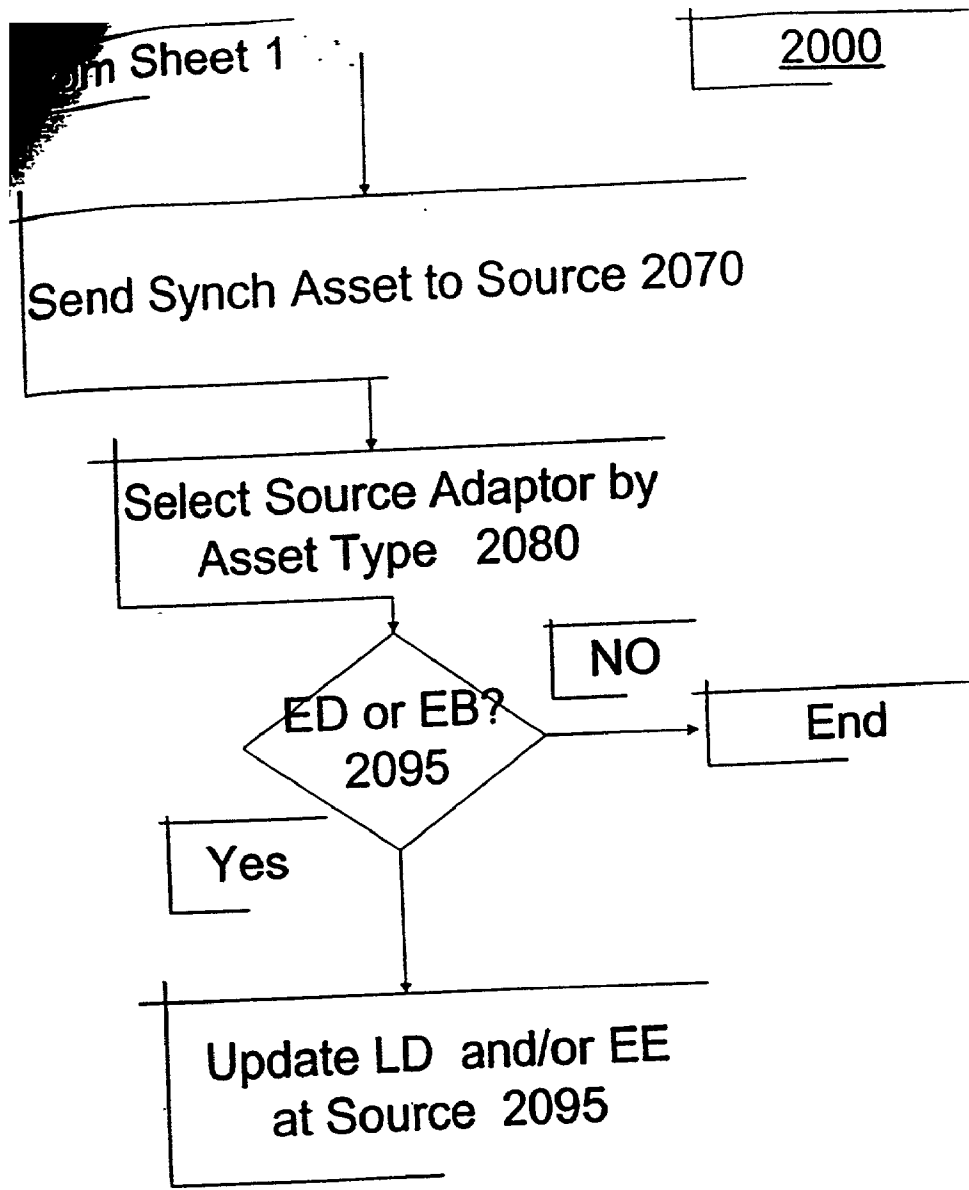 Sheet 1
2000
Send Synch Asset to Source 2070
Select Source Adaptor by
Asset Type 2080
ED or EB?
2095
NO
End
Yes
Update LD and/or EE
at Source 2095